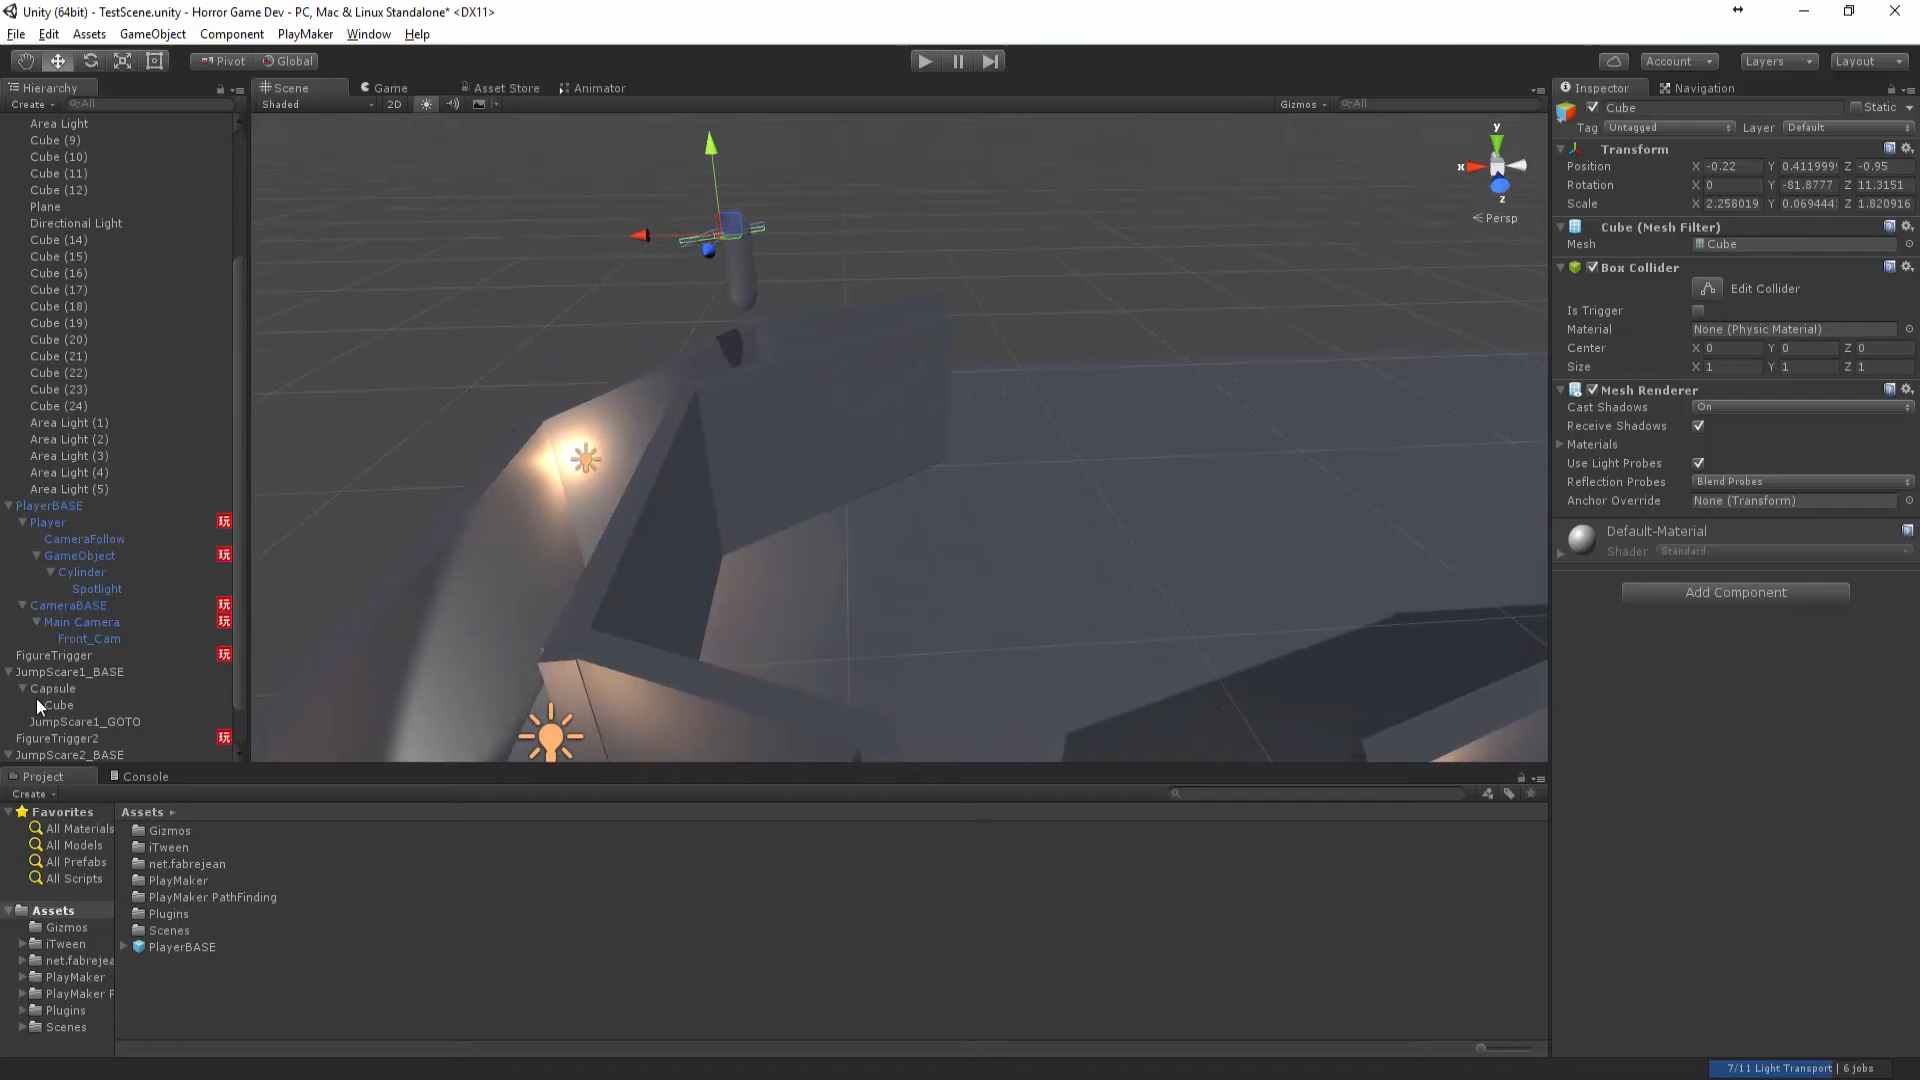 Unity (64bit) - TestScene.unity - Horror Game Dev - PC, Mac & Linux Standalone* <DX11>
File Edit Assets GameObject Component PlayMaker Window Help
Pivot Global Account Layers Layout
Hierarchy
Create All
Area Light
Cube (9)
Cube (10)
Cube (11)
Cube (12)
Plane
Directional Light
Cube (14)
Cube (15)
Cube (16)
Cube (17)
Cube (18)
Cube (19)
Cube (20)
Cube (21)
Cube (22)
Cube (23)
Cube (24)
Area Light (1)
Area Light (2)
Area Light (3)
Area Light (4)
Area Light (5)
PlayerBASE
Player 玩
CameraFollow
GameObject 玩
Cylinder
Spotlight
CameraBASE 玩
Main Camera 玩
Front_Cam
FigureTrigger 玩
JumpScare1_BASE
Capsule
Cube
JumpScare1_GOTO
FigureTrigger2 玩
JumpScare2_BASE
Scene Game Asset Store Animator
Shaded 2D Gizmos All
y
x
z
Persp
Inspector Navigation
Cube Static
Tag Untagged Layer Default
Transform
Position X -0.22 Y 0.411999 Z -0.95
Rotation X 0 Y -81.8777 Z 11.3151
Scale X 2.258019 Y 0.069444 Z 1.820916
Cube (Mesh Filter)
Mesh Cube
Box Collider
Edit Collider
Is Trigger
Material None (Physic Material)
Center X 0 Y 0 Z 0
Size X 1 Y 1 Z 1
Mesh Renderer
Cast Shadows On
Receive Shadows
Materials
Use Light Probes
Reflection Probes Blend Probes
Anchor Override None (Transform)
Default-Material
Shader Standard
Add Component
Project Console
Create
Favorites
All Materials
All Models
All Prefabs
All Scripts
Assets
Gizmos
iTween
net.fabrejea
PlayMaker
PlayMaker P
Plugins
Scenes
Assets
Gizmos
iTween
net.fabrejean
PlayMaker
PlayMaker PathFinding
Plugins
Scenes
PlayerBASE
7/11 Light Transport | 6 jobs